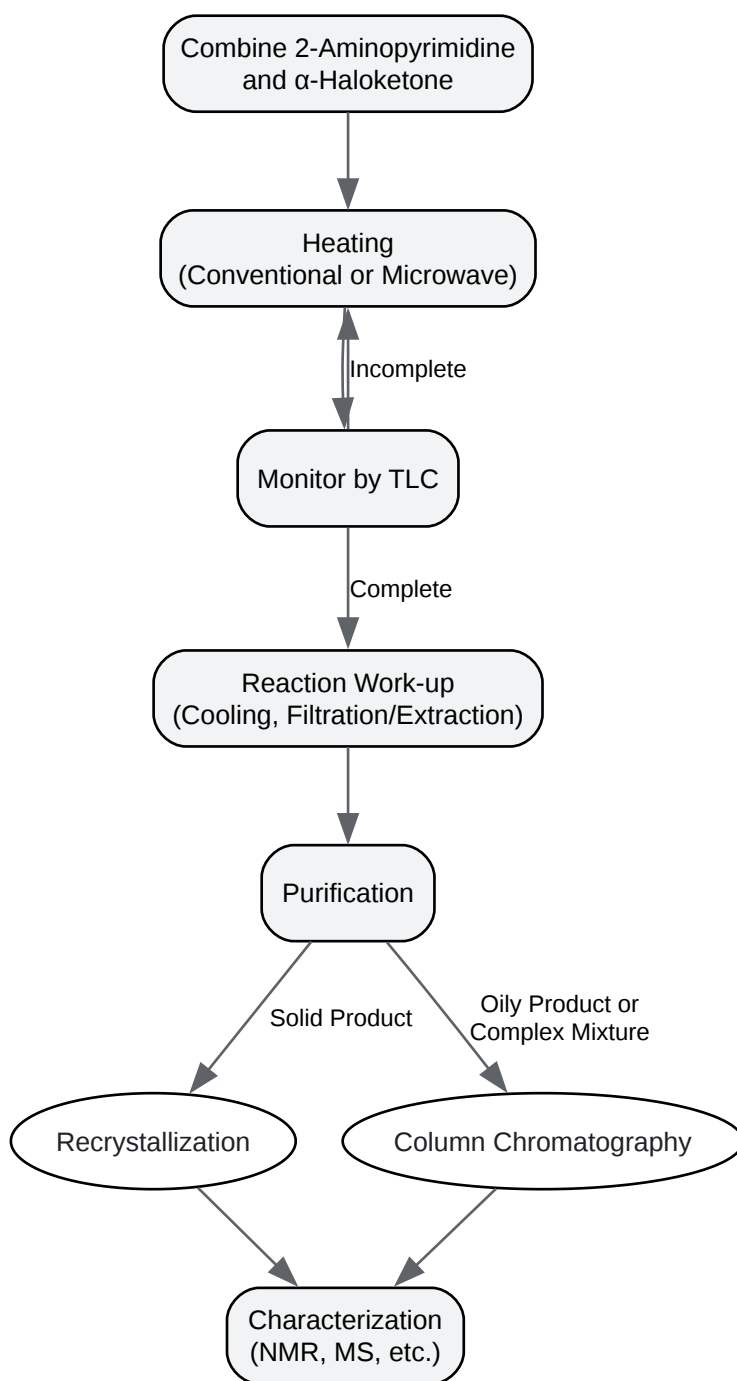 Combine 2-Aminopyrimidine
and α-Haloketone
Heating
(Conventional or Microwave)
Incomplete
Monitor by TLC
Complete
Reaction Work-up
(Cooling, Filtration/Extraction)
Purification
Solid Product
Oily Product or
Complex Mixture
Recrystallization
Column Chromatography
Characterization
(NMR, MS, etc.)